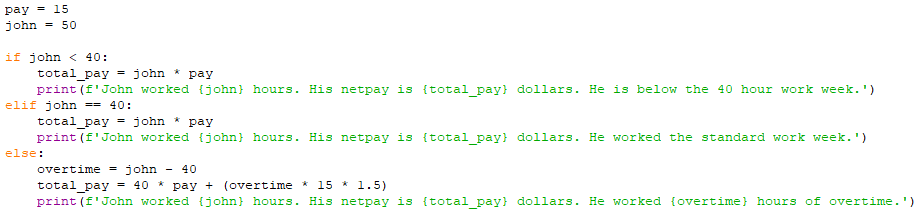 pay = 15
john = 50

if john < 40:
    total_pay = john * pay
    print(f'John worked {john} hours. His netpay is {total_pay} dollars. He is below the 40 hour work week.')
elif john == 40:
    total_pay = john * pay
    print(f'John worked {john} hours. His netpay is {total_pay} dollars. He worked the standard work week.')
else:
    overtime = john - 40
    total_pay = 40 * pay + (overtime * 15 * 1.5)
    print(f'John worked {john} hours. His netpay is {total_pay} dollars. He worked {overtime} hours of overtime.')